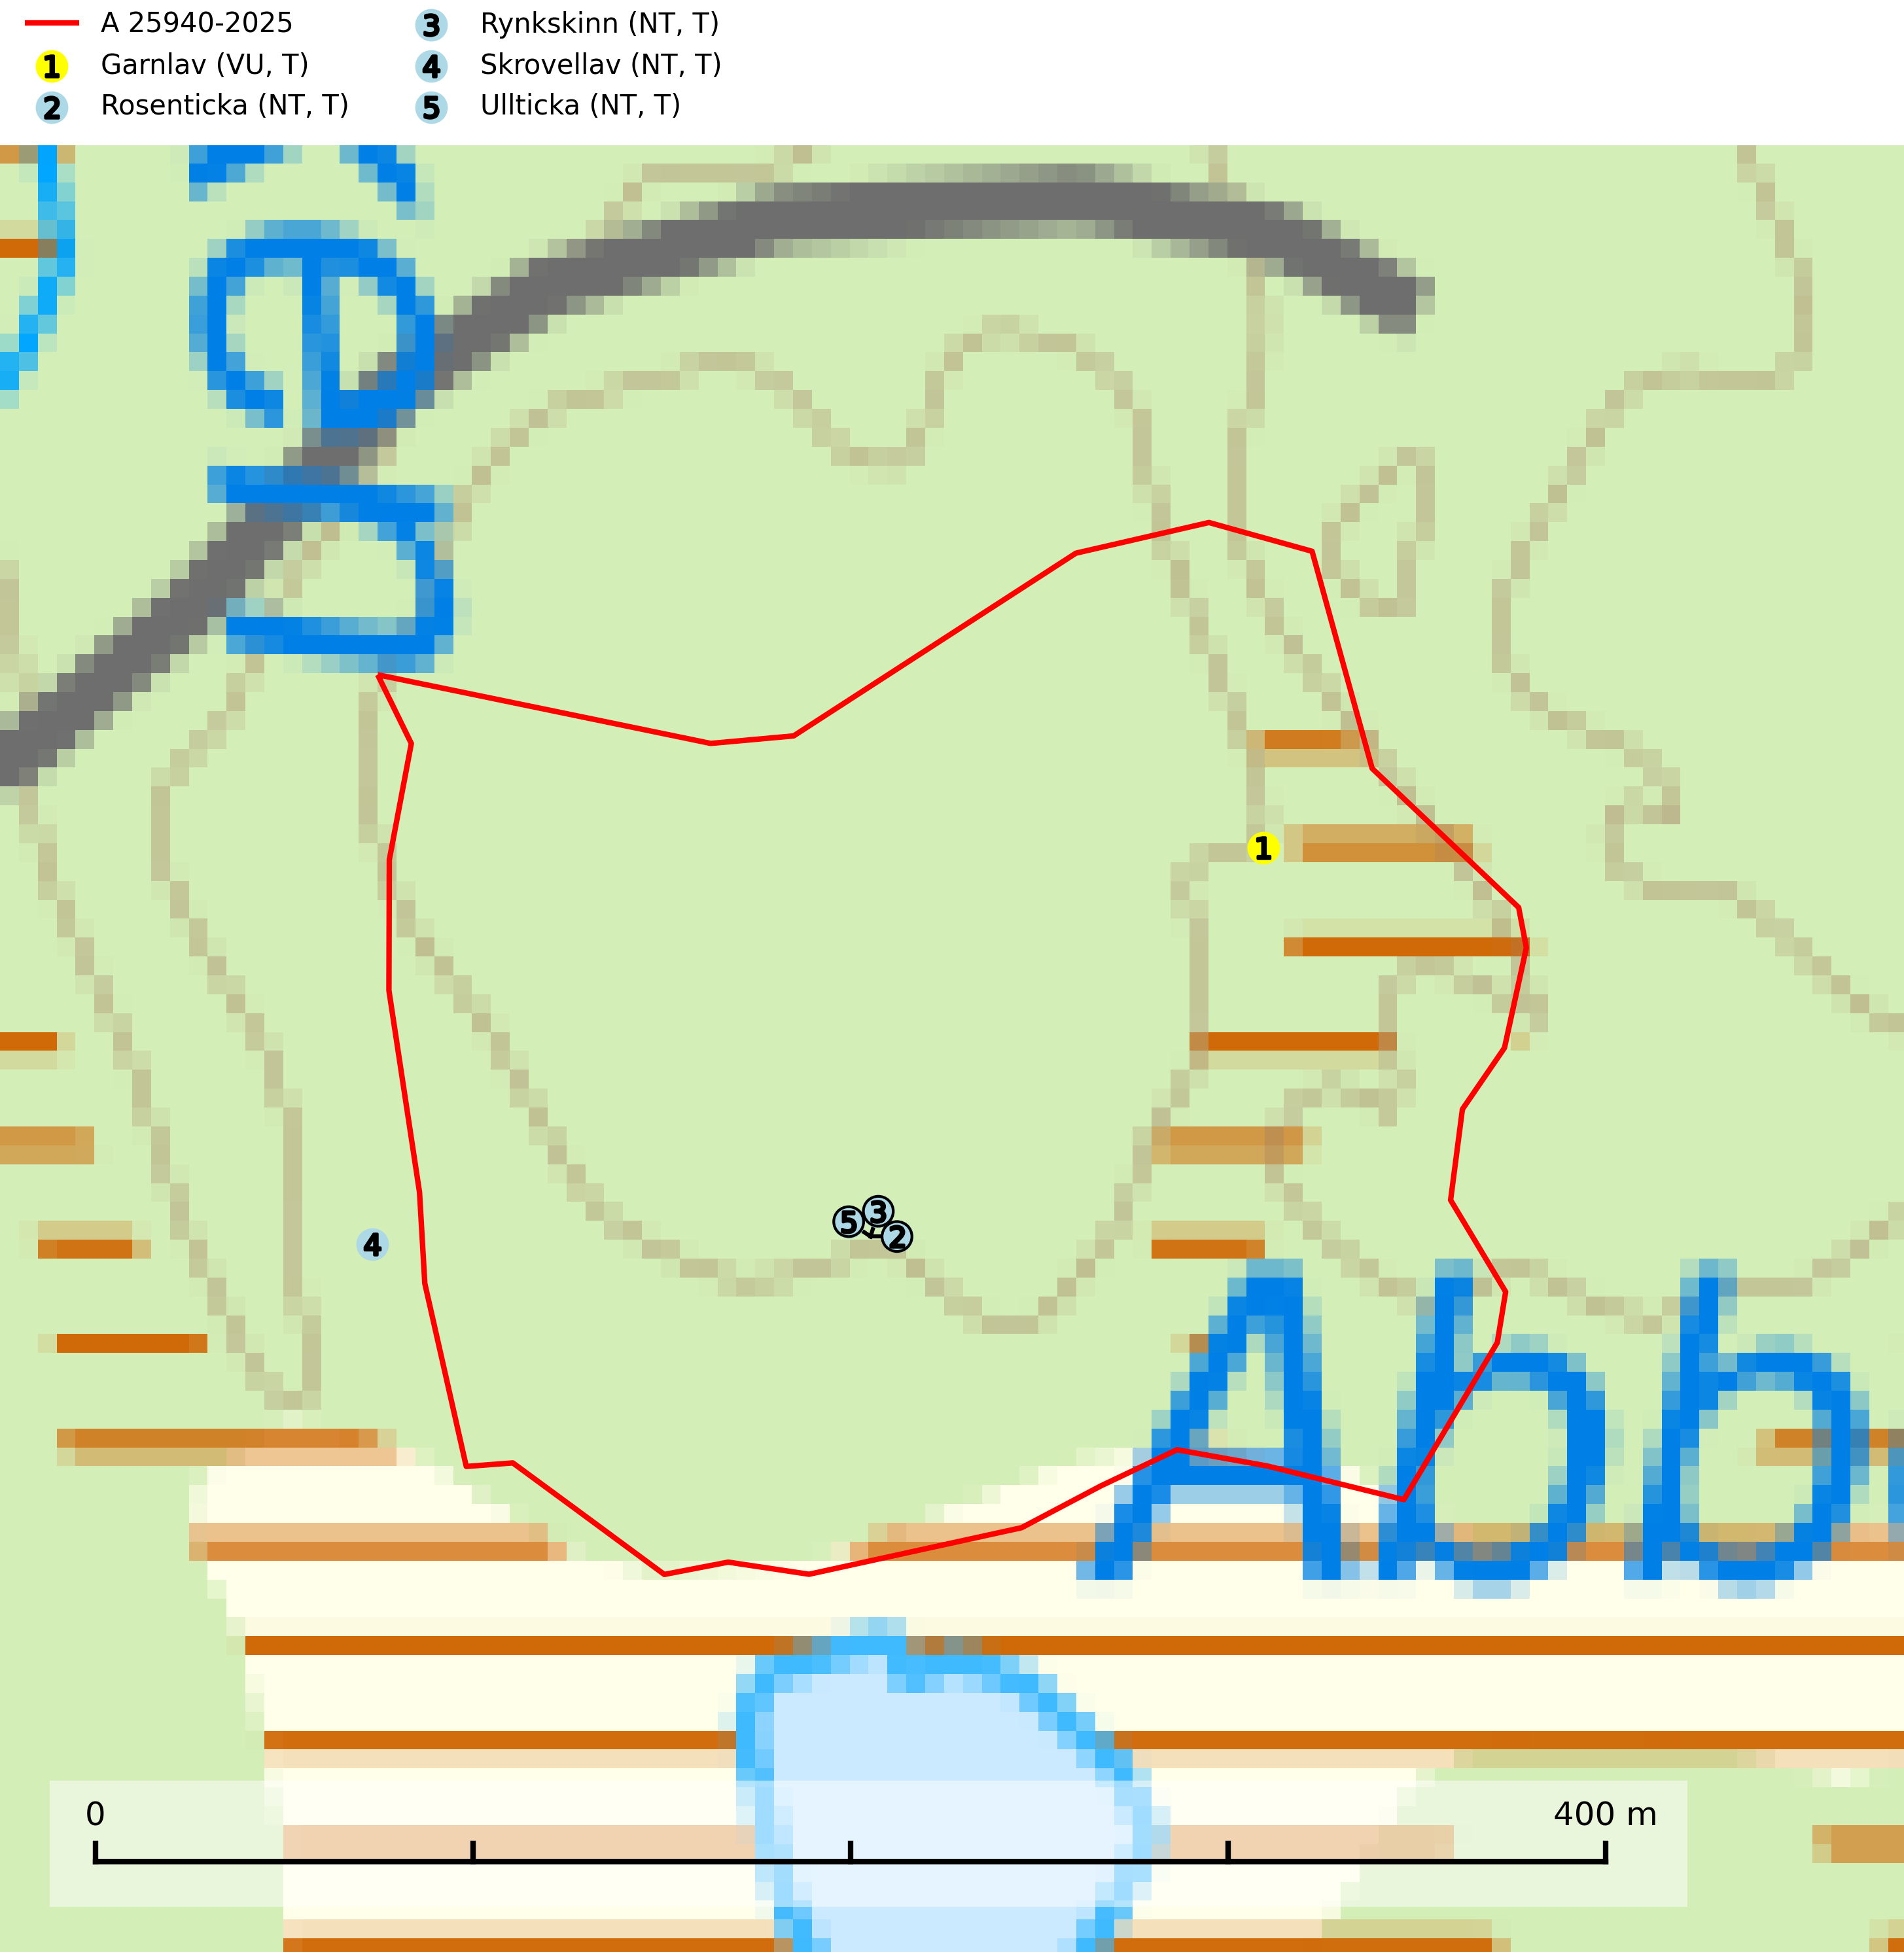 A 25940-2025
1 Garnlav (VU, T)
2 Rosenticka (NT, T)
3 Rynkskinn (NT, T)
4 Skrovellav (NT, T)
5 Ullticka (NT, T)
1
5 3 2
4
Abb
0 400 m